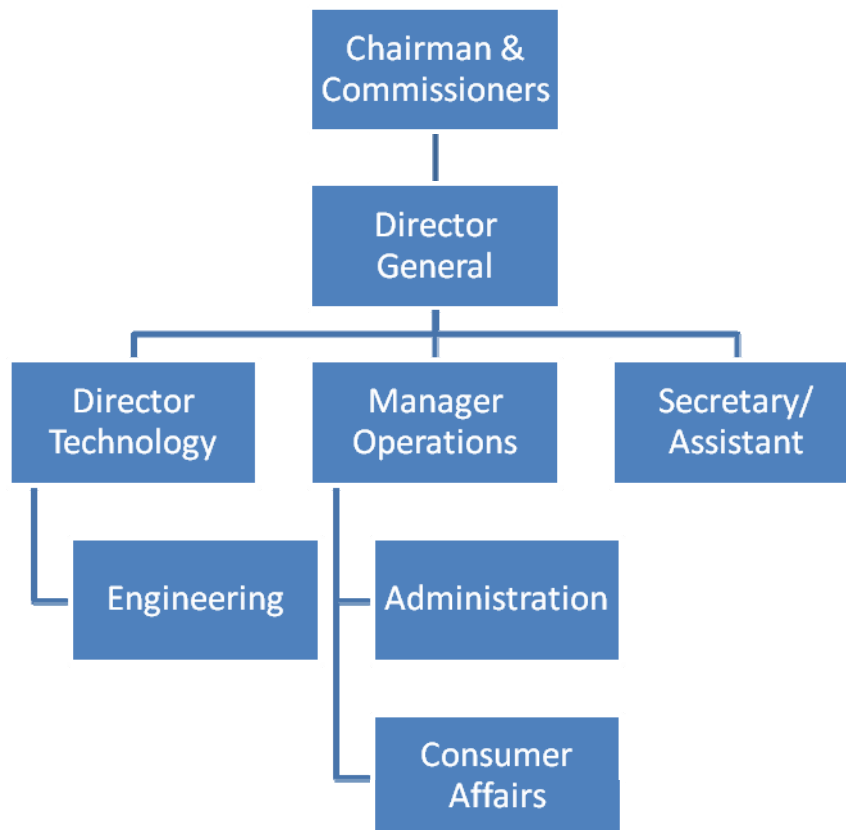 Chairman &
Commissioners
Director
General
Director
Technology
Manager
Operations
Secretary/
Assistant
Engineering
Administration
Consumer
Affairs